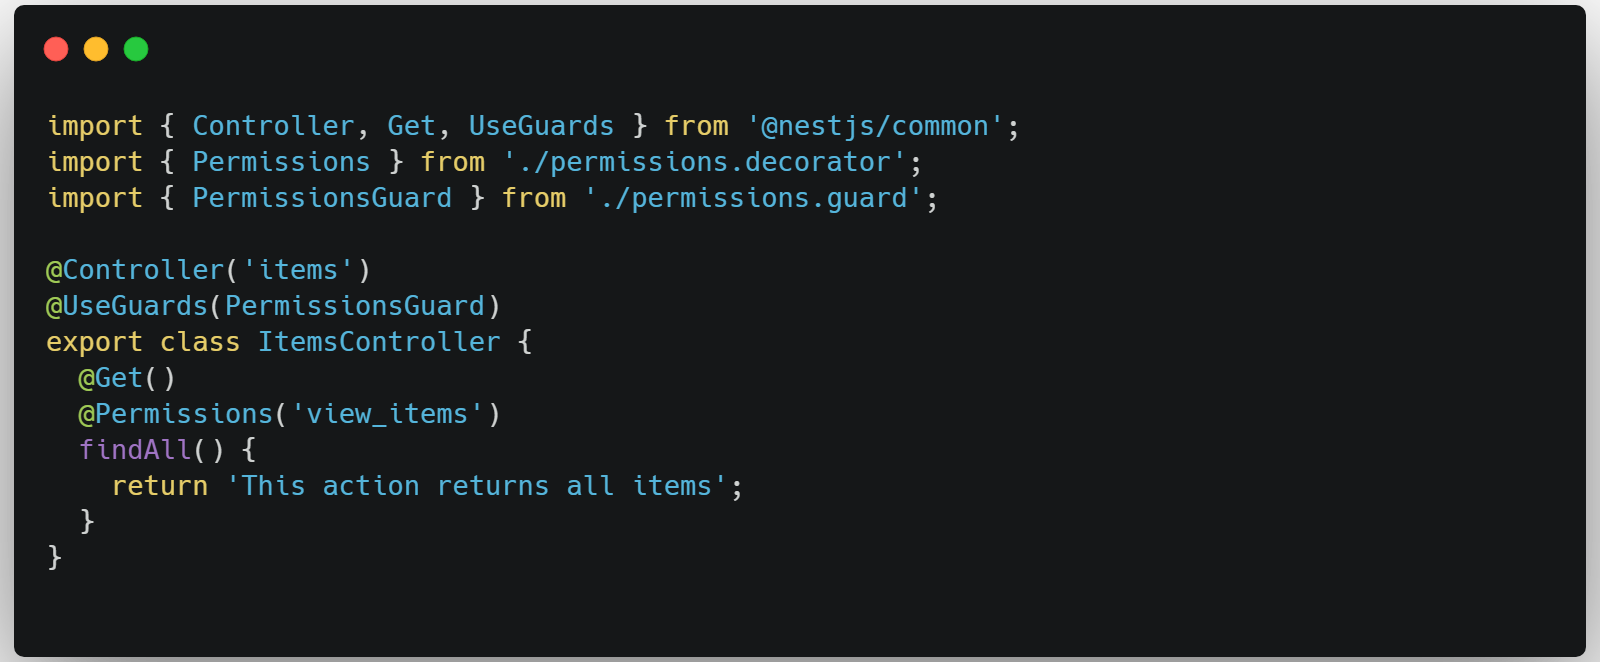 import { Controller, Get, UseGuards } from '@nestjs/common';
import { Permissions } from './permissions.decorator';
import { PermissionsGuard } from './permissions.guard';

@Controller('items')
@UseGuards(PermissionsGuard)
export class ItemsController {
  @Get()
  @Permissions('view_items')
  findAll() {
    return 'This action returns all items';
  }
}